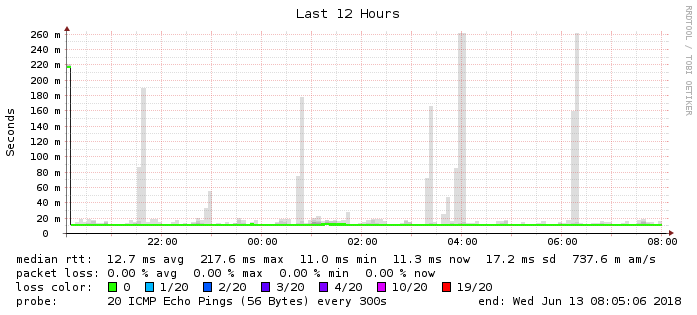 Last 12 Hours
RRDTOOL / TOBI OETIKER
Seconds
260 m
240 m
220 m
200 m
180 m
160 m
140 m
120 m
100 m
80 m
60 m
40 m
20 m
0
22:00 00:00 02:00 04:00 06:00 08:00
median rtt: 12.7 ms avg 217.6 ms max 11.0 ms min 11.3 ms now 17.2 ms sd 737.6 m am/s
packet loss: 0.00 % avg 0.00 % max 0.00 % min 0.00 % now
loss color: 0 1/20 2/20 3/20 4/20 10/20 19/20
probe: 20 ICMP Echo Pings (56 Bytes) every 300s end: Wed Jun 13 08:05:06 2018